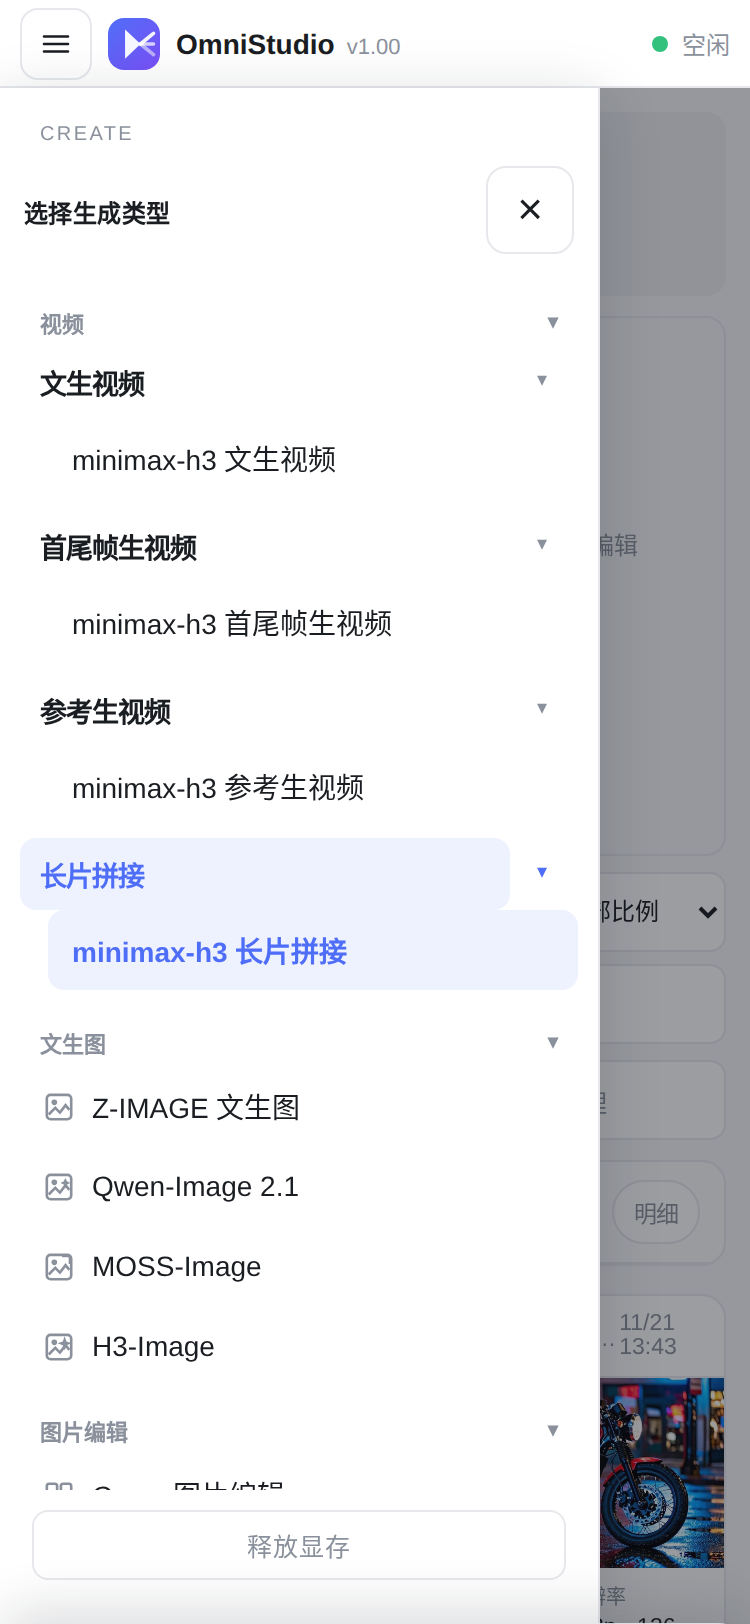 OmniStudio v1.00
空闲
CREATE
选择生成类型
视频
文生视频
minimax-h3 文生视频
首尾帧生视频
minimax-h3 首尾帧生视频
编辑
参考生视频
minimax-h3 参考生视频
长片拼接
部比例
minimax-h3 长片拼接
文生图
Z-IMAGE 文生图
Qwen-Image 2.1
明细
MOSS-Image
H3-Image
11/21
13:43
图片编辑
释放显存